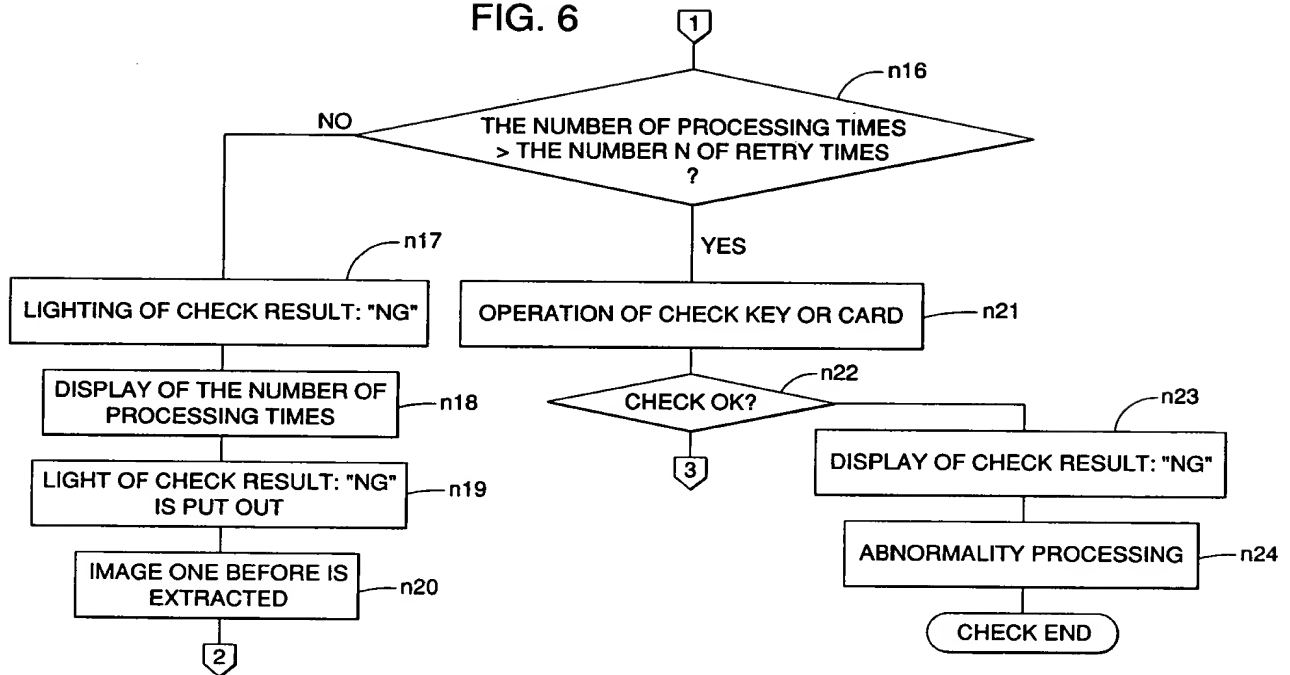 FIG. 6
1
n16
NO
THE NUMBER OF PROCESSING TIMES
> THE NUMBER N OF RETRY TIMES
?
YES
n17
LIGHTING OF CHECK RESULT: "NG"
DISPLAY OF THE NUMBER OF
PROCESSING TIMES
n18
LIGHT OF CHECK RESULT: "NG"
IS PUT OUT
n19
IMAGE ONE BEFORE IS
EXTRACTED
n20
2
OPERATION OF CHECK KEY OR CARD
n21
n22
CHECK OK?
3
n23
DISPLAY OF CHECK RESULT: "NG"
ABNORMALITY PROCESSING
n24
CHECK END